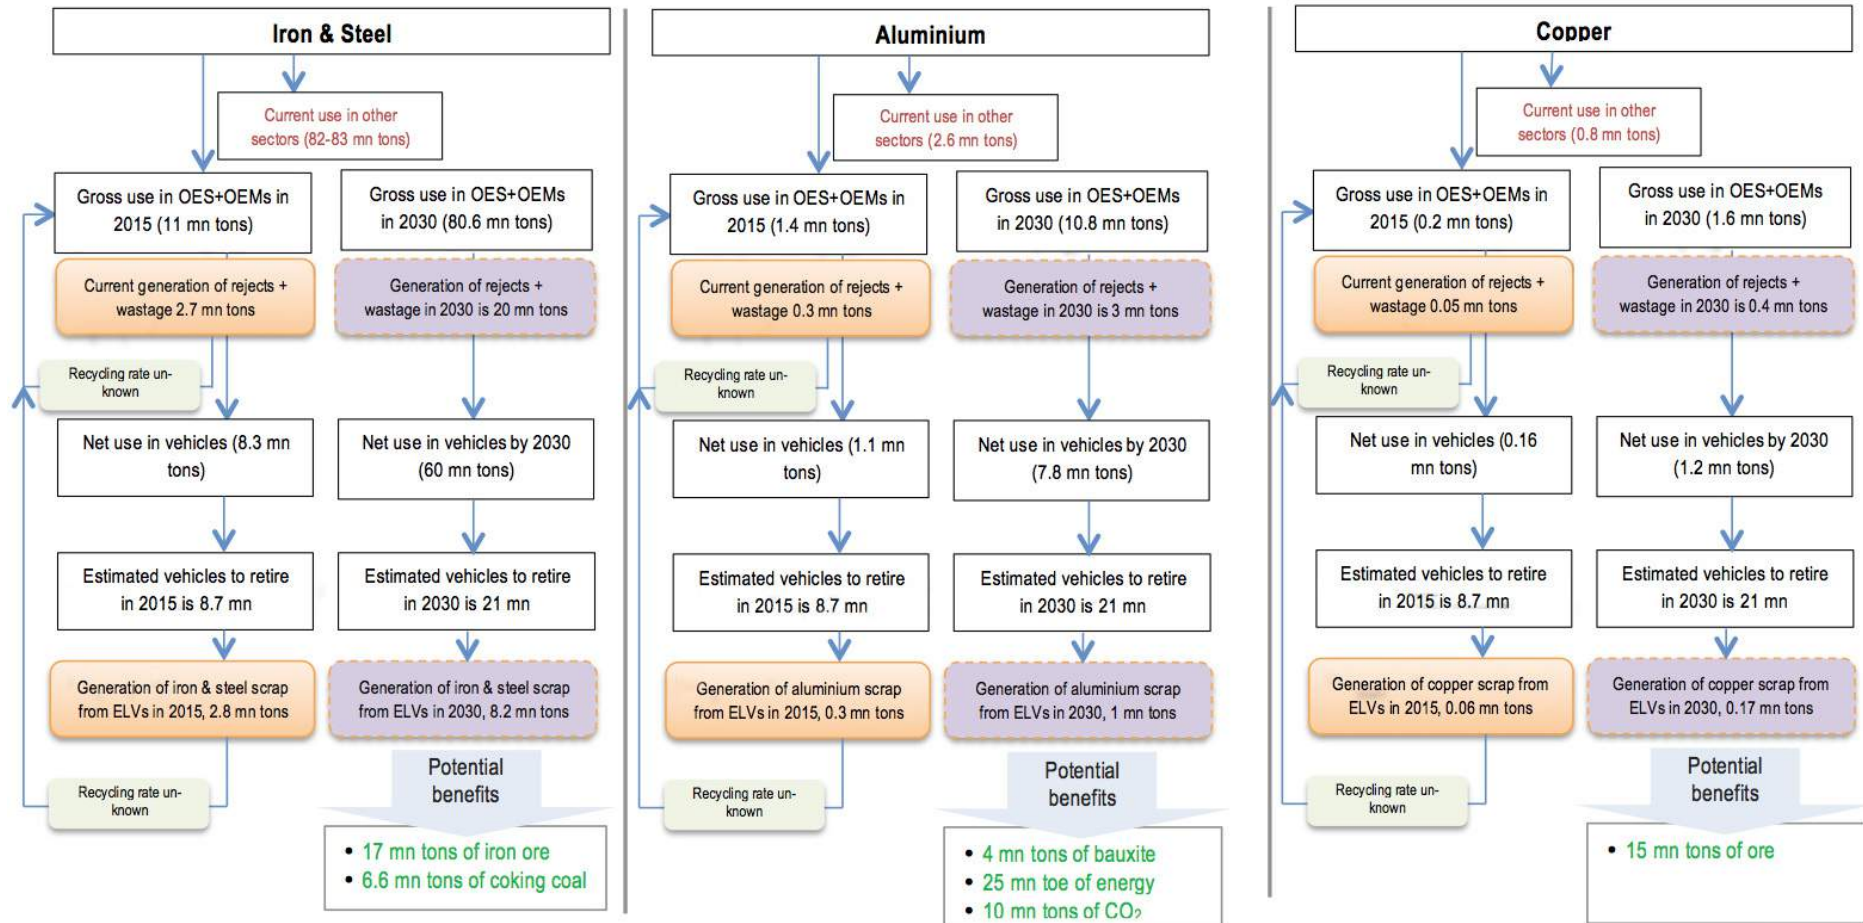 Iron & Steel
Current use in other
sectors (82-83 mn tons)
Gross use in OES+OEMs in
2015 (11 mn tons)
Gross use in OES+OEMs
in 2030 (80.6 mn tons)
Current generation of rejects +
wastage 2.7 mn tons
Generation of rejects +
wastage in 2030 is 20 mn tons
Recycling rate un-
known
Net use in vehicles (8.3 mn
tons)
Net use in vehicles by 2030
(60 mn tons)
Estimated vehicles to retire
in 2015 is 8.7 mn
Estimated vehicles to retire
in 2030 is 21 mn
Generation of iron & steel scrap
from ELVs in 2015, 2.8 mn tons
Generation of iron & steel scrap
from ELVs in 2030, 8.2 mn tons
Recycling rate un-
known
Potential
benefits
• 17 mn tons of iron ore
• 6.6 mn tons of coking coal
Aluminium
Current use in other
sectors (2.6 mn tons)
Gross use in OES+OEMs in
2015 (1.4 mn tons)
Gross use in OES+OEMs
in 2030 (10.8 mn tons)
Current generation of rejects +
wastage 0.3 mn tons
Generation of rejects +
wastage in 2030 is 3 mn tons
Recycling rate un-
known
Net use in vehicles (1.1 mn
tons)
Net use in vehicles by 2030
(7.8 mn tons)
Estimated vehicles to retire
in 2015 is 8.7 mn
Estimated vehicles to retire
in 2030 is 21 mn
Generation of aluminium scrap
from ELVs in 2015, 0.3 mn tons
Generation of aluminium scrap
from ELVs in 2030, 1 mn tons
Recycling rate un-
known
Potential
benefits
• 4 mn tons of bauxite
• 25 mn toe of energy
• 10 mn tons of CO₂
Copper
Current use in other
sectors (0.8 mn tons)
Gross use in OES+OEMs in
2015 (0.2 mn tons)
Gross use in OES+OEMs
in 2030 (1.6 mn tons)
Current generation of rejects +
wastage 0.05 mn tons
Generation of rejects +
wastage in 2030 is 0.4 mn tons
Recycling rate un-
known
Net use in vehicles (0.16
mn tons)
Net use in vehicles by 2030
(1.2 mn tons)
Estimated vehicles to retire
in 2015 is 8.7 mn
Estimated vehicles to retire
in 2030 is 21 mn
Generation of copper scrap from
ELVs in 2015, 0.06 mn tons
Generation of copper scrap from
ELVs in 2030, 0.17 mn tons
Recycling rate un-
known
Potential
benefits
• 15 mn tons of ore